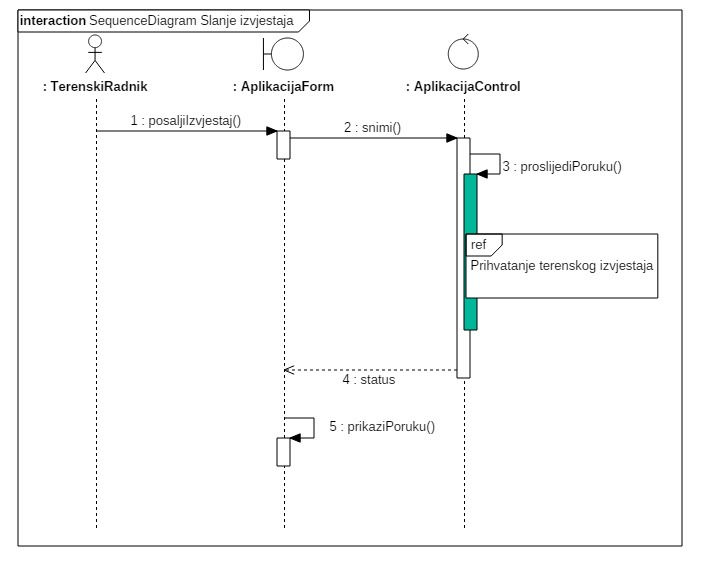 interaction SequenceDiagram Slanje izvjestaja
: TerenskiRadnik
: AplikacijaForm
: AplikacijaControl
1 : posaljiIzvjestaj()
2 : snimi()
3 : proslijediPoruku()
ref
Prihvatanje terenskog izvjestaja
4 : status
5 : prikaziPoruku()